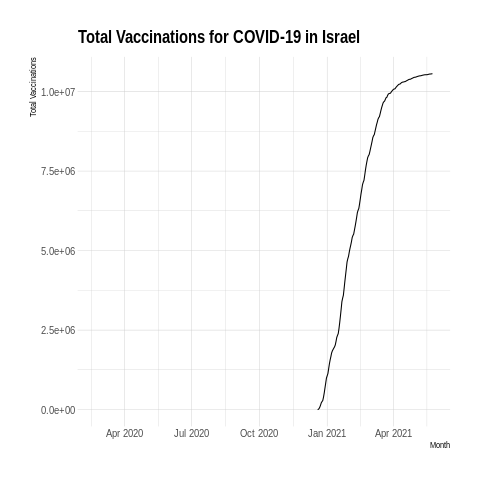 Total Vaccinations for COVID-19 in Israel
Total Vaccinations
1.0e+07
7.5e+06
5.0e+06
2.5e+06
0.0e+00
Apr 2020 Jul 2020 Oct 2020 Jan 2021 Apr 2021
Month